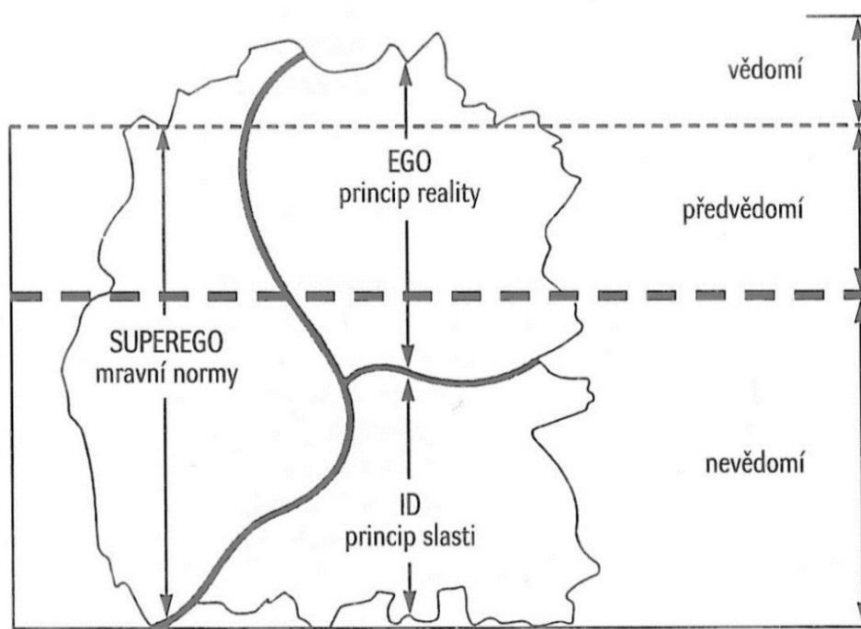 vědomí
EGO
princip reality
předvědomí
SUPEREGO
mravní normy
nevědomí
ID
princip slasti